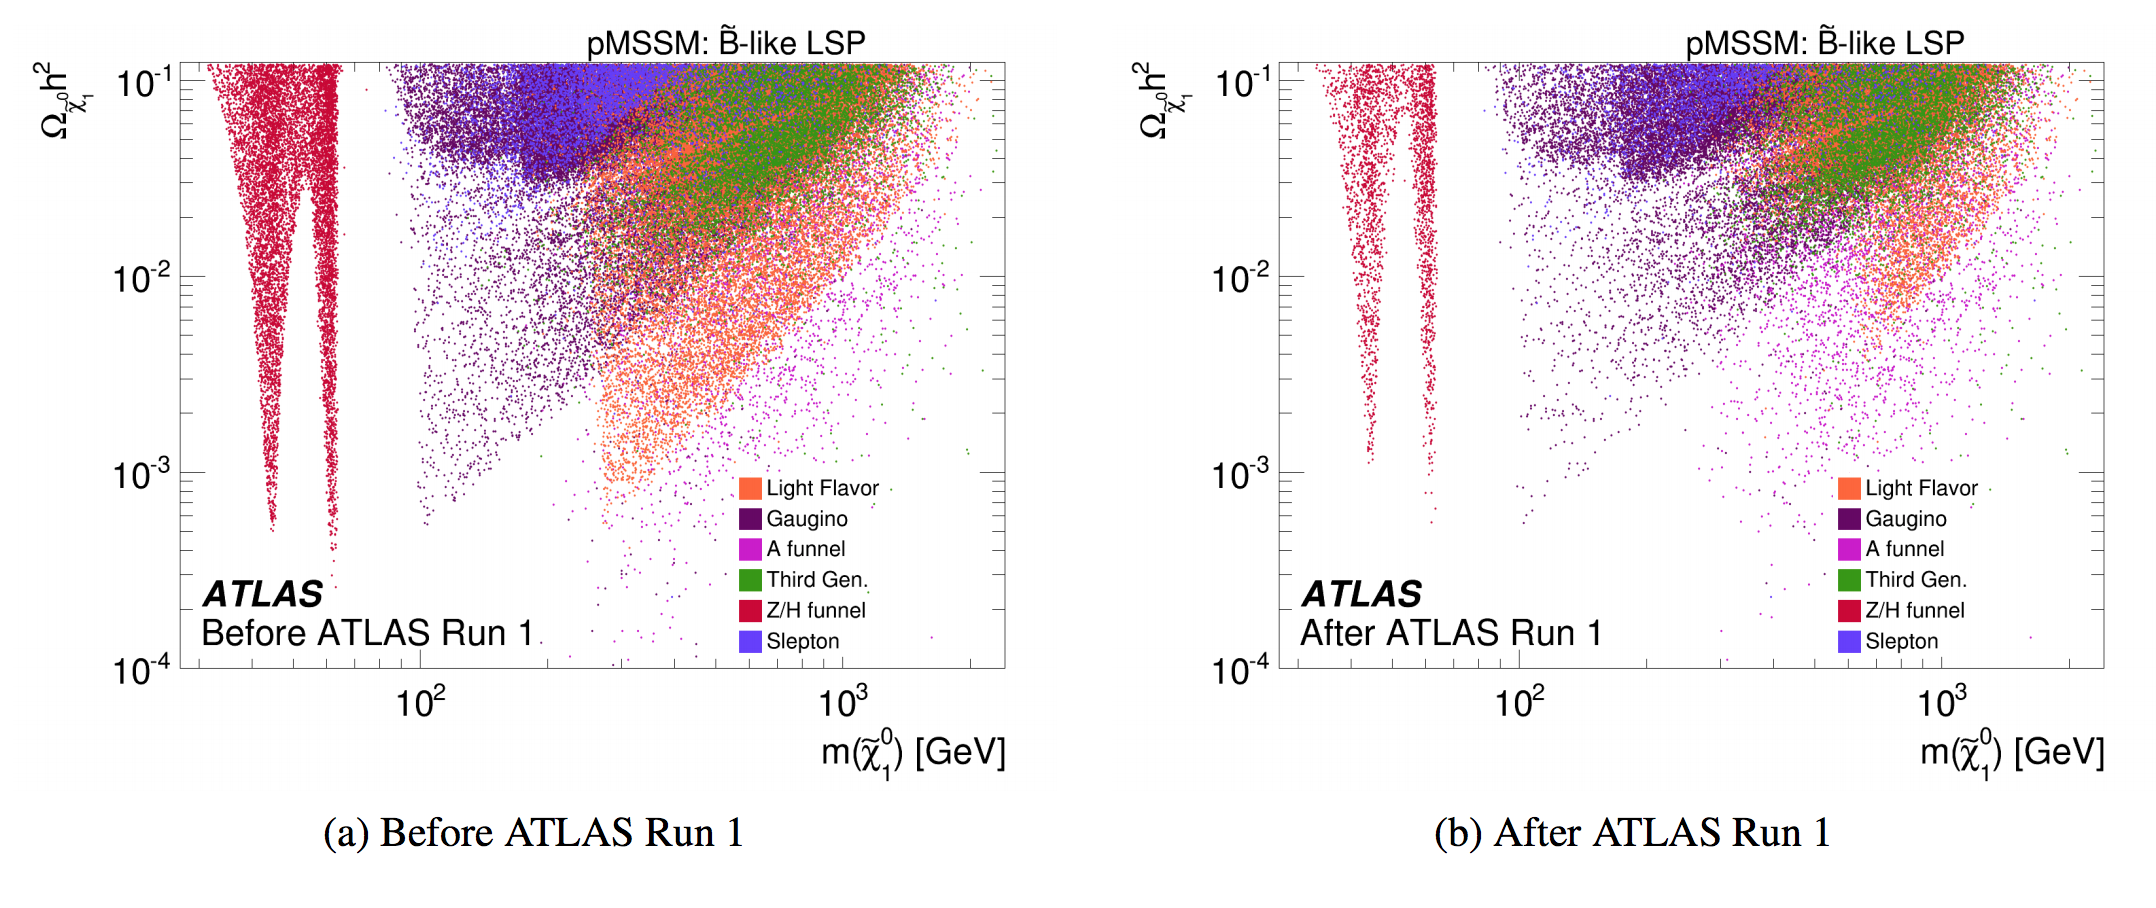 pMSSM: B̃-like LSP
Ω_χ̃₁⁰ h²
10⁻¹
10⁻²
10⁻³
10⁻⁴
Light Flavor
Gaugino
A funnel
Third Gen.
Z/H funnel
Slepton
ATLAS
Before ATLAS Run 1
10²
10³
m(χ̃₁⁰) [GeV]
(a) Before ATLAS Run 1
pMSSM: B̃-like LSP
Ω_χ̃₁⁰ h²
10⁻¹
10⁻²
10⁻³
10⁻⁴
Light Flavor
Gaugino
A funnel
Third Gen.
Z/H funnel
Slepton
ATLAS
After ATLAS Run 1
10²
10³
m(χ̃₁⁰) [GeV]
(b) After ATLAS Run 1